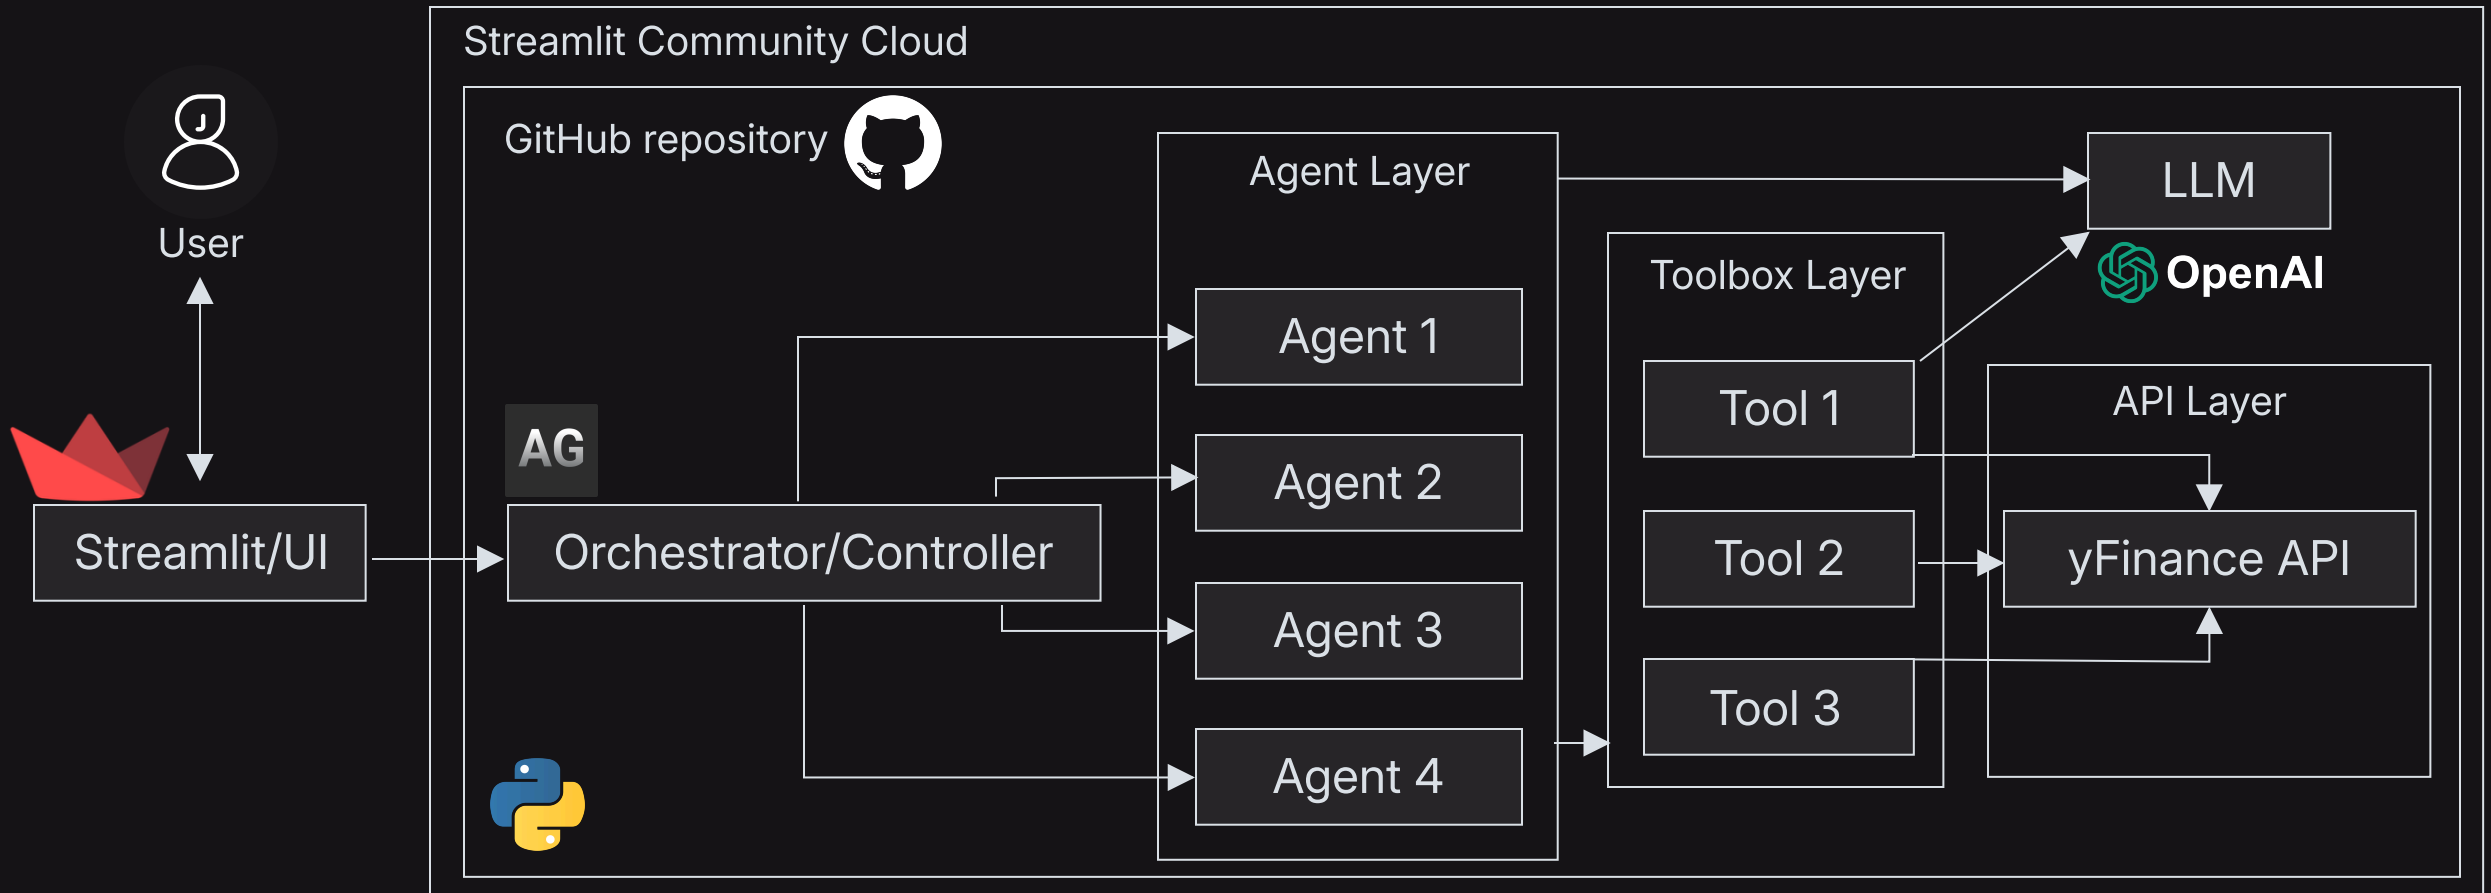 Streamlit Community Cloud
GitHub repository
User
Streamlit/UI
AG
Orchestrator/Controller
Agent Layer
Agent 1
Agent 2
Agent 3
Agent 4
Toolbox Layer
Tool 1
Tool 2
Tool 3
LLM
OpenAI
API Layer
yFinance API